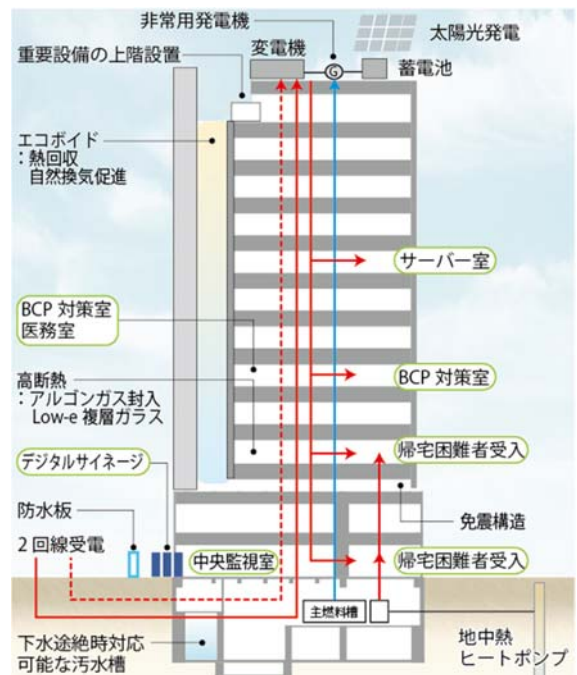 非常用発電機
太陽光発電
変電機
重要設備の上階設置
G
蓄電池
エコボイド
：熱回収
自然換気促進
サーバー室
BCP 対策室
医務室
BCP 対策室
高断熱
：アルゴンガス封入
Low-e 複層ガラス
帰宅困難者受入
デジタルサイネージ
免震構造
防水板
2 回線受電
中央監視室
帰宅困難者受入
主燃料槽
地中熱
ヒートポンプ
下水途絶時対応
可能な汚水槽